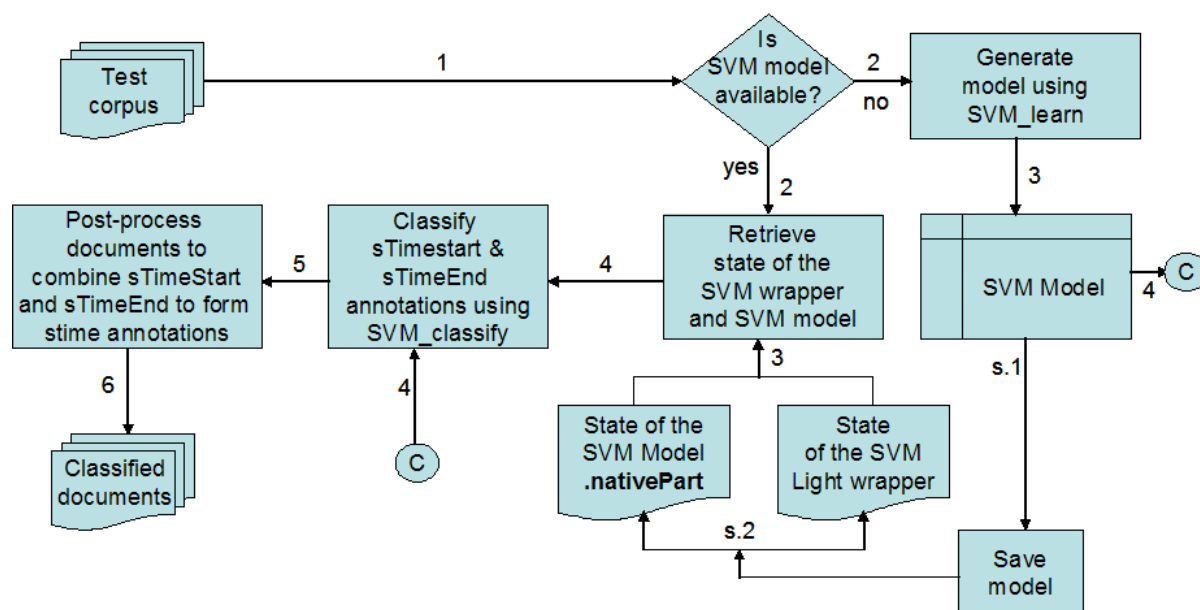 Test
corpus
1
Is
SVM model
available?
2
no
Generate
model using
SVM_learn
yes
2
3
Post-process
documents to
combine sTimeStart
and sTimeEnd to form
stime annotations
5
Classify
sTimestart &
sTimeEnd
annotations using
SVM_classify
4
Retrieve
state of the
SVM wrapper
and SVM model
SVM Model
4
C
6
4
3
s.1
Classified
documents
C
State of the
SVM Model
.nativePart
State
of the SVM
Light wrapper
s.2
Save
model